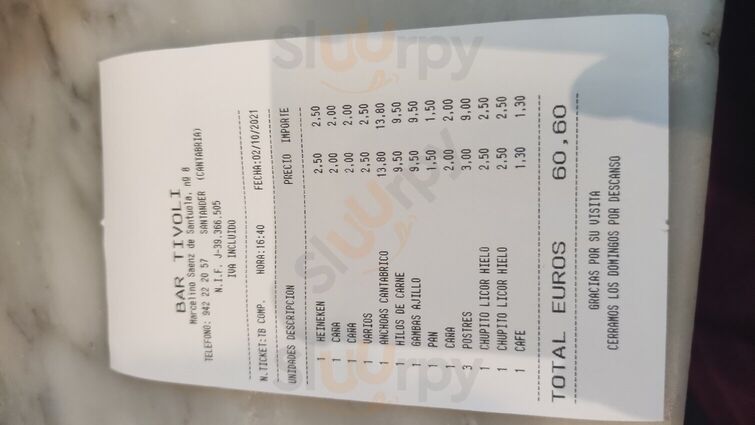 BAR TIVOLI
Marcelino Saenz de Santuola, nº 8
TELEFONO: 942 22 20 57 SANTANDER (CANTABRIA)
N.I.F. J-39.366.505
IVA INCLUIDO
N.TICKET:TB COMP. HORA:16:40 FECHA:02/10/2021
UNIDADES DESCRIPCION PRECIO IMPORTE
1 HEINEKEN 2,50 2,50
1 CAÑA 2,00 2,00
1 CAÑA 2,00 2,00
1 VARIOS 2,50 2,50
1 ANCHOAS CANTABRICO 13,80 13,80
1 HILOS DE CARNE 9,50 9,50
1 GAMBAS AJILLO 9,50 9,50
1 PAN 1,50 1,50
1 CAÑA 2,00 2,00
3 POSTRES 3,00 9,00
1 CHUPITO LICOR HIELO 2,50 2,50
1 CHUPITO LICOR HIELO 2,50 2,50
1 CAFE 1,30 1,30
TOTAL EUROS 60,60
GRACIAS POR SU VISITA
CERRAMOS LOS DOMINGOS POR DESCANSO
Sluurpy
Sluurpy
Sluurpy